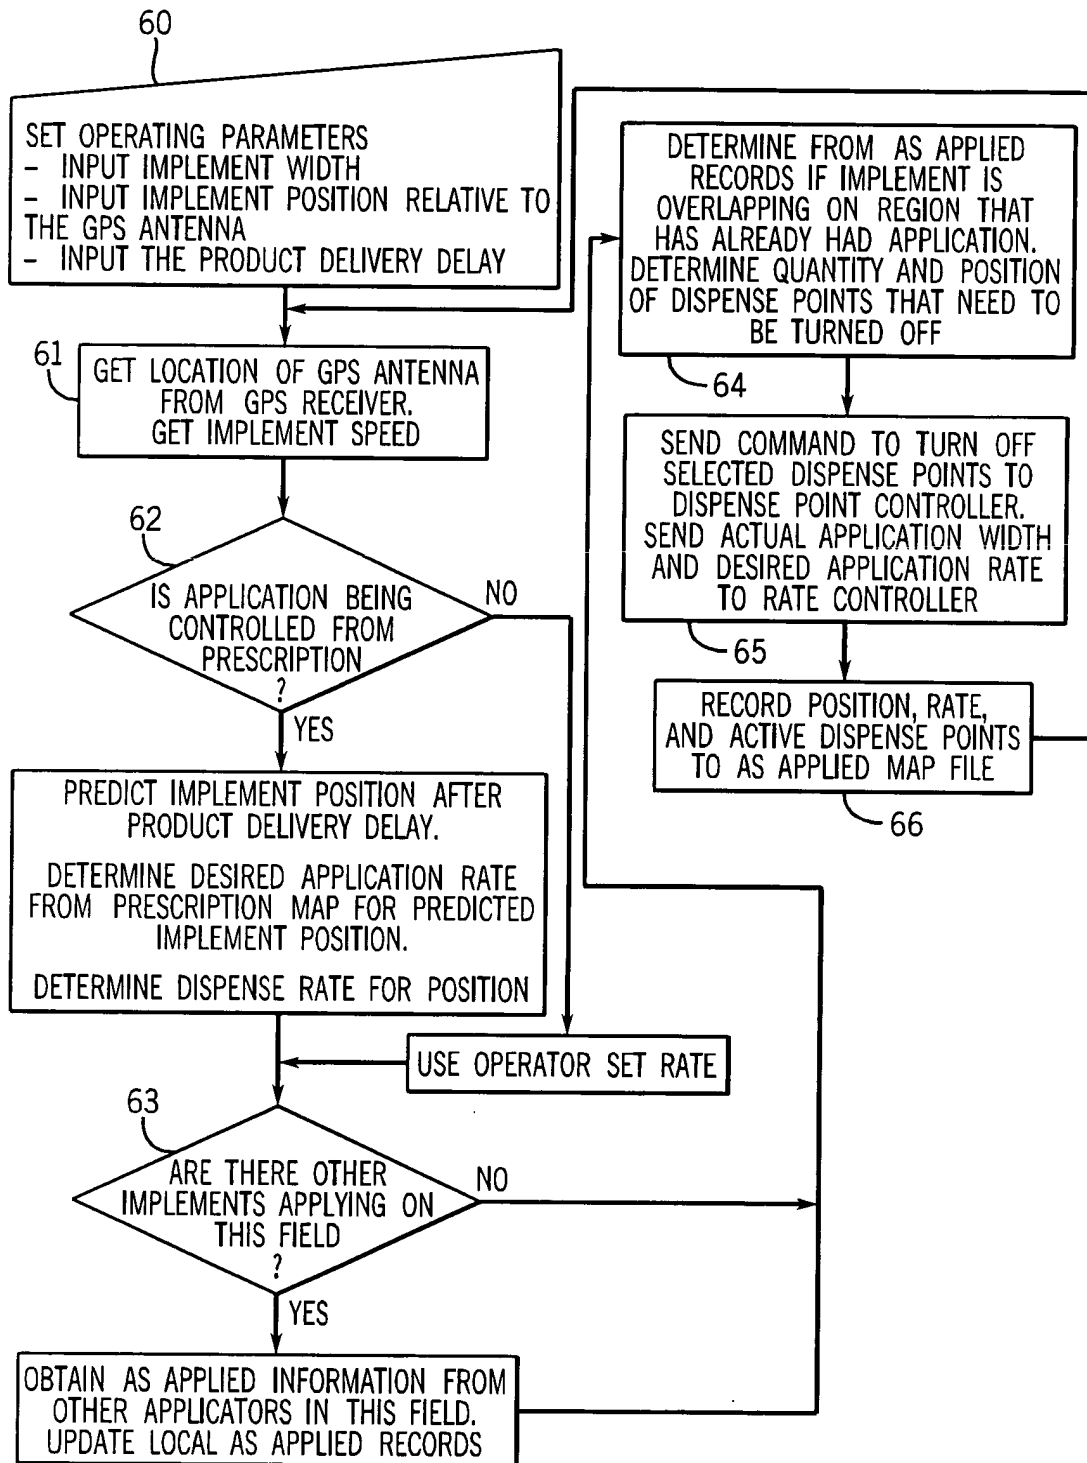 60
SET OPERATING PARAMETERS
– INPUT IMPLEMENT WIDTH
– INPUT IMPLEMENT POSITION RELATIVE TO
THE GPS ANTENNA
– INPUT THE PRODUCT DELIVERY DELAY
61
GET LOCATION OF GPS ANTENNA
FROM GPS RECEIVER.
GET IMPLEMENT SPEED
62
IS APPLICATION BEING
CONTROLLED FROM
PRESCRIPTION
?
NO
YES
PREDICT IMPLEMENT POSITION AFTER
PRODUCT DELIVERY DELAY.
DETERMINE DESIRED APPLICATION RATE
FROM PRESCRIPTION MAP FOR PREDICTED
IMPLEMENT POSITION.
DETERMINE DISPENSE RATE FOR POSITION
USE OPERATOR SET RATE
63
ARE THERE OTHER
IMPLEMENTS APPLYING ON
THIS FIELD
?
NO
YES
OBTAIN AS APPLIED INFORMATION FROM
OTHER APPLICATORS IN THIS FIELD.
UPDATE LOCAL AS APPLIED RECORDS
DETERMINE FROM AS APPLIED
RECORDS IF IMPLEMENT IS
OVERLAPPING ON REGION THAT
HAS ALREADY HAD APPLICATION.
DETERMINE QUANTITY AND POSITION
OF DISPENSE POINTS THAT NEED TO
BE TURNED OFF
64
SEND COMMAND TO TURN OFF
SELECTED DISPENSE POINTS TO
DISPENSE POINT CONTROLLER.
SEND ACTUAL APPLICATION WIDTH
AND DESIRED APPLICATION RATE
TO RATE CONTROLLER
65
RECORD POSITION, RATE,
AND ACTIVE DISPENSE POINTS
TO AS APPLIED MAP FILE
66